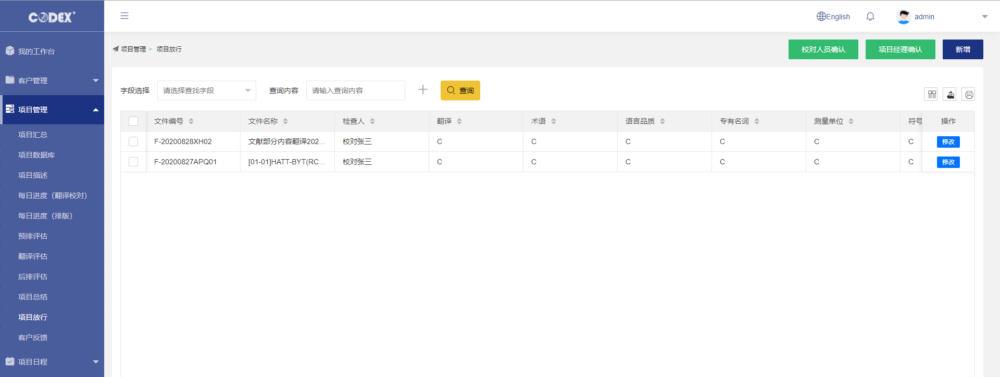 CODEX®
English
admin
我的工作台
客户管理
项目管理
项目汇总
项目数据库
项目描述
每日进度（翻译校对）
每日进度（排版）
预排评估
翻译评估
后排评估
项目总结
项目放行
客户反馈
项目日程
项目管理 > 项目放行
校对人员确认 项目经理确认 新增
字段选择 请选择查找字段 查询内容 请输入查询内容 查询
文件编号 文件名称 检查人 翻译 术语 语言品质 专有名词 测量单位 符号 操作
F-20200828XH02 文献部分内容翻译202... 校对张三 C C C C C C 修改
F-20200827APQ01 [01-01]HATT-BYT(RC... 校对张三 C C C C C C 修改